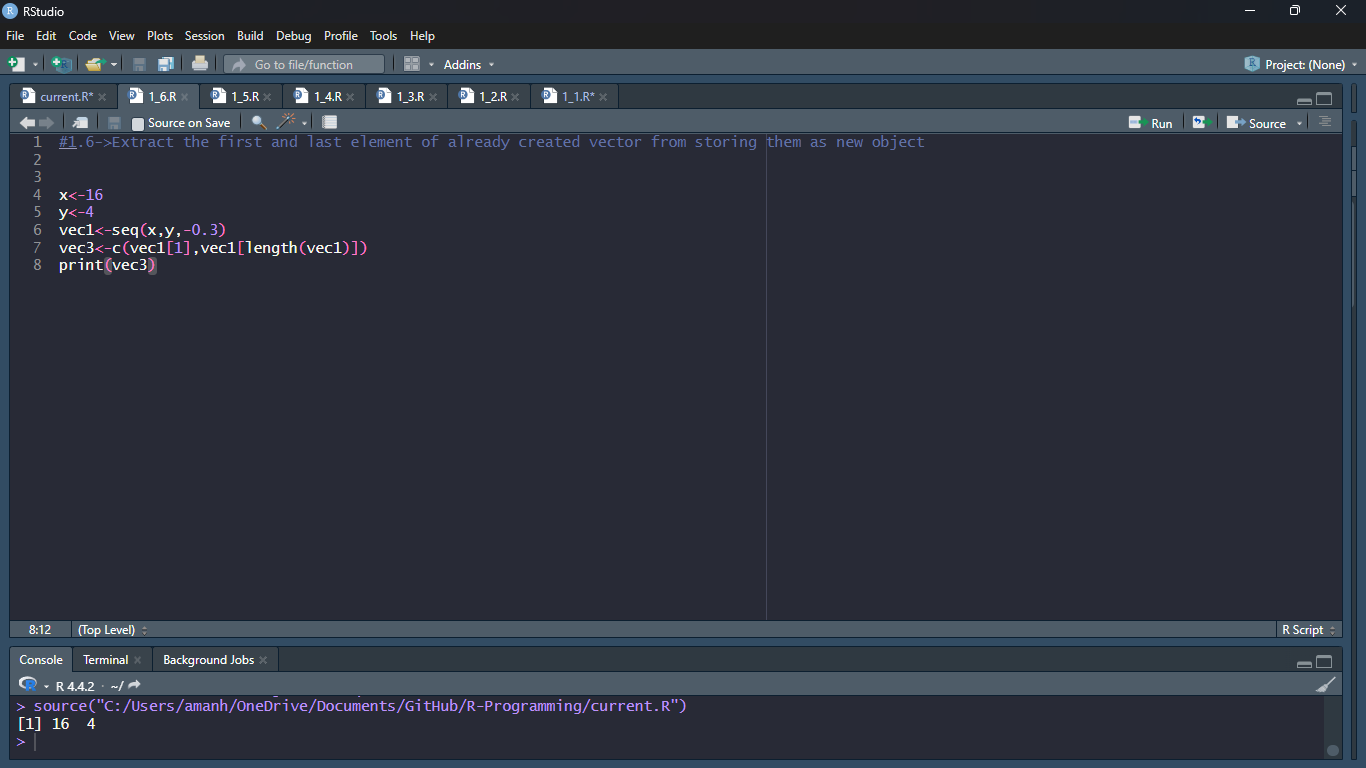 RStudio
File Edit Code View Plots Session Build Debug Profile Tools Help
Go to file/function Addins Project: (None)
current.R* 1_6.R 1_5.R 1_4.R 1_3.R 1_2.R 1_1.R*
Source on Save Run Source
1 #1.6->Extract the first and last element of already created vector from storing them as new object
2
3
4 x<-16
5 y<-4
6 vec1<-seq(x,y,-0.3)
7 vec3<-c(vec1[1],vec1[length(vec1)])
8 print(vec3)
8:12 (Top Level) R Script
Console Terminal Background Jobs
R 4.4.2 · ~/
> source("C:/Users/amanh/OneDrive/Documents/GitHub/R-Programming/current.R")
[1] 16 4
>